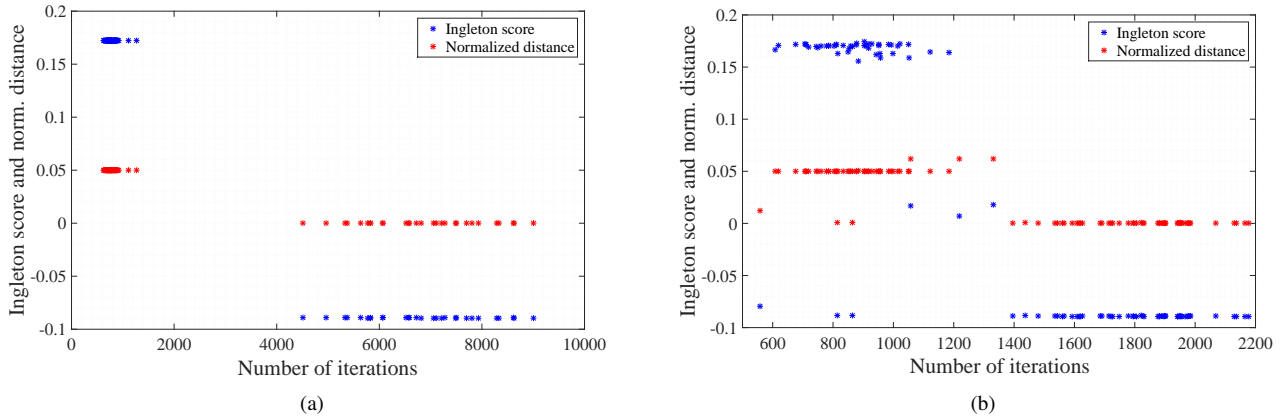 0.2
0.15
0.1
0.05
0
-0.05
-0.1
Ingleton score and norm. distance
Ingleton score
Normalized distance
0 2000 4000 6000 8000 10000
Number of iterations
(a)
0.2
0.15
0.1
0.05
0
-0.05
-0.1
Ingleton score and norm. distance
Ingleton score
Normalized distance
600 800 1000 1200 1400 1600 1800 2000 2200
Number of iterations
(b)